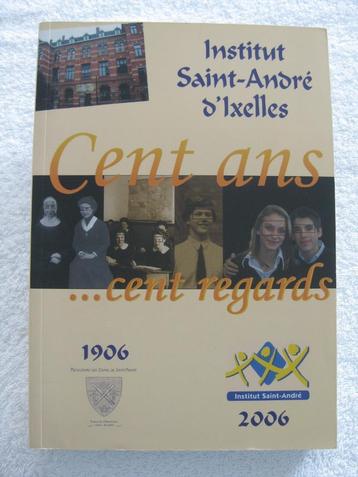 Institut
Saint-André
d'Ixelles
Cent ans
...cent regards
1906
Institut Saint-André
2006